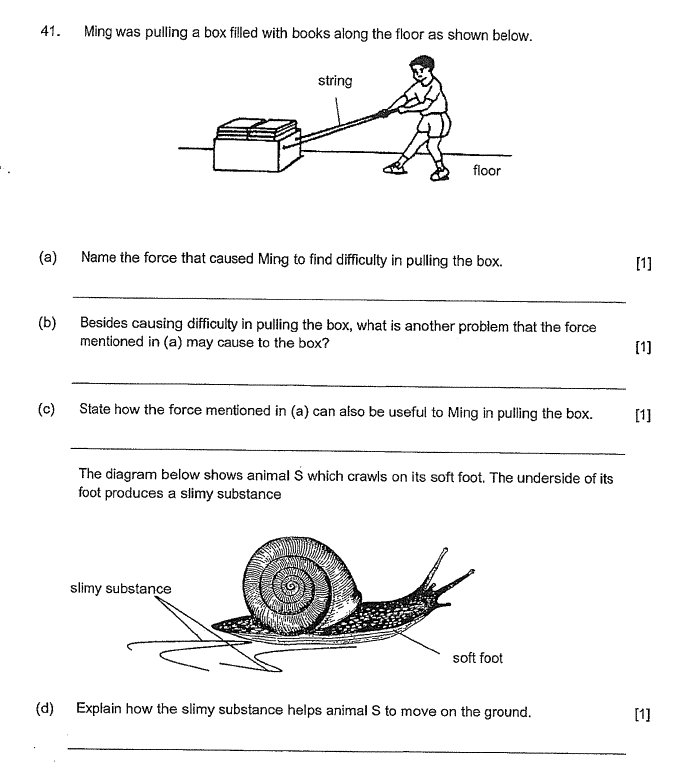 41. Ming was pulling a box filled with books along the floor as shown below.
string
floor
(a) Name the force that caused Ming to find difficulty in pulling the box. [1]
(b) Besides causing difficulty in pulling the box, what is another problem that the force
mentioned in (a) may cause to the box? [1]
(c) State how the force mentioned in (a) can also be useful to Ming in pulling the box. [1]
The diagram below shows animal S which crawls on its soft foot. The underside of its
foot produces a slimy substance
slimy substance
soft foot
(d) Explain how the slimy substance helps animal S to move on the ground. [1]